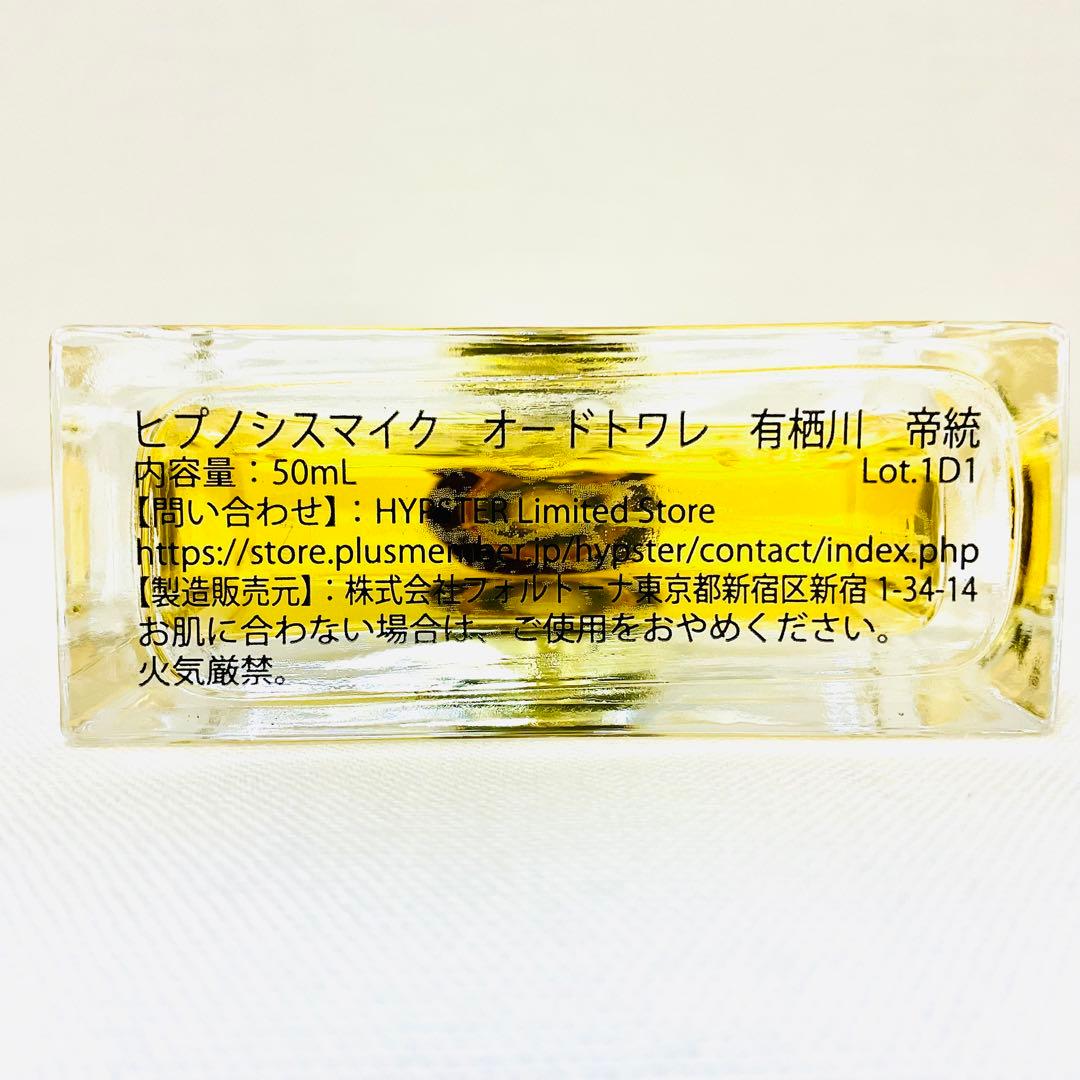 ヒプノシスマイク　オードトワレ　有栖川　帝統
内容量：50mL Lot.1D1
【問い合わせ】：HYPSTER Limited Store
https://store.plusmember.jp/hypster/contact/index.php
【製造販売元】：株式会社フォルトーナ東京都新宿区新宿 1-34-14
お肌に合わない場合は、ご使用をおやめください。
火気厳禁。